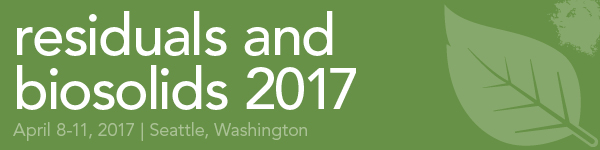 residuals and
biosolids 2017
April 8-11, 2017 | Seattle, Washington